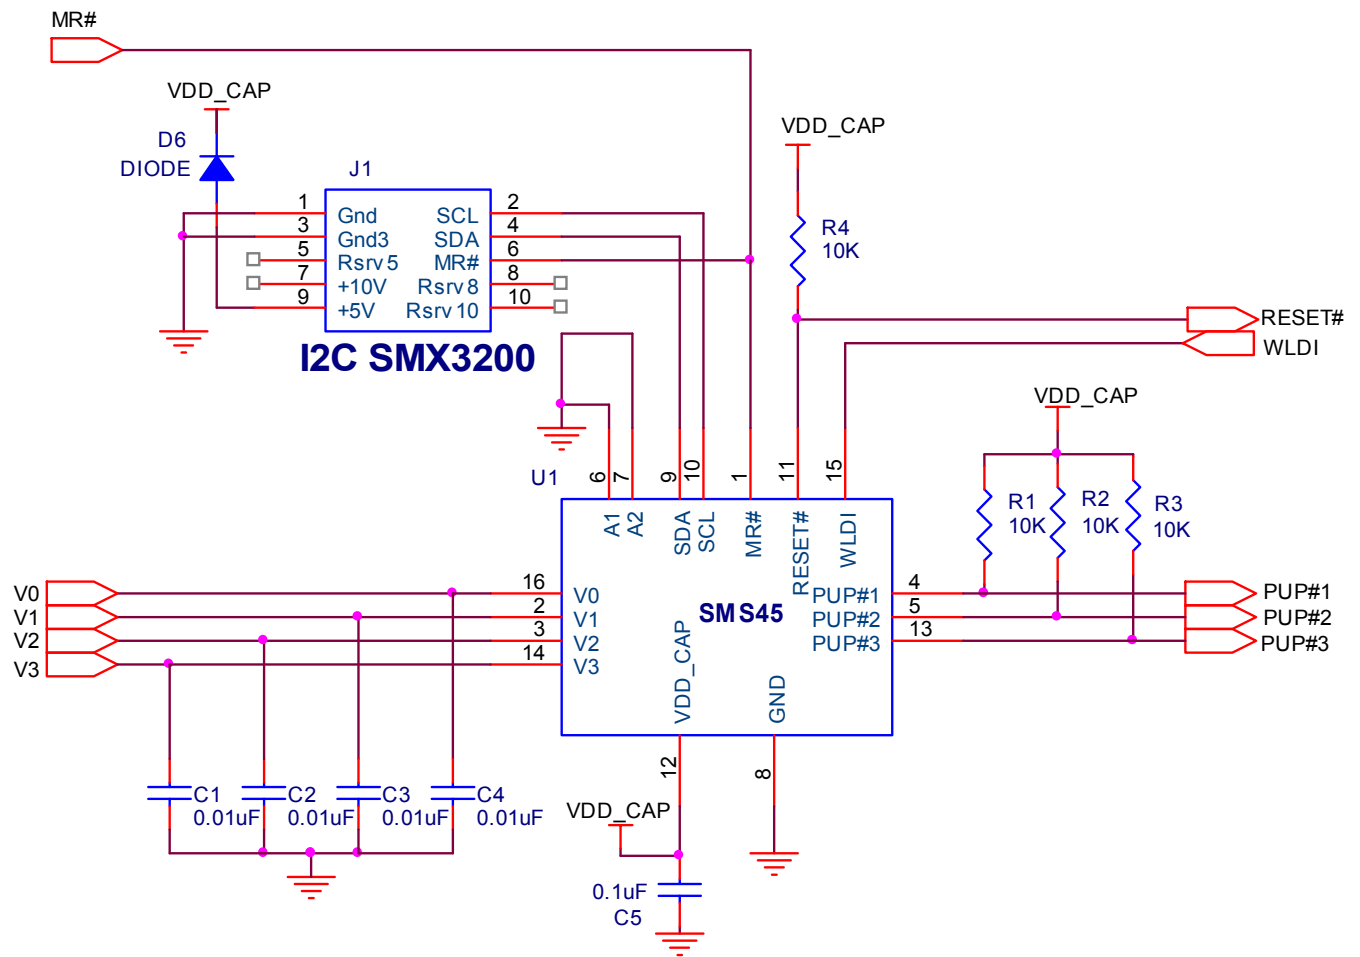 MR#
VDD_CAP
D6
DIODE
J1
VDD_CAP
1 Gnd SCL 2
3 Gnd3 SDA 4
5 Rsrv5 MR# 6
7 +10V Rsrv8 8
9 +5V Rsrv10 10
I2C SMX3200
R4
10K
RESET#
WLDI
VDD_CAP
U1
6 7 9 10 1 11 15
A1 A2 SDA SCL MR# RESET# WLDI
R1
10K
R2
10K
R3
10K
V0 16 V0
V1 2 V1
V2 3 V2
V3 14 V3
SMS45
PUP#1 4 PUP#1
PUP#2 5 PUP#2
PUP#3 13 PUP#3
VDD_CAP
GND
12
8
C1
0.01uF
C2
0.01uF
C3
0.01uF
C4
0.01uF
VDD_CAP
0.1uF
C5